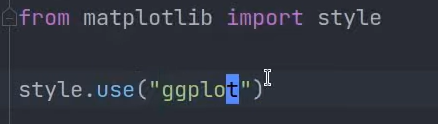 from matplotlib import style
style.use("ggplot")